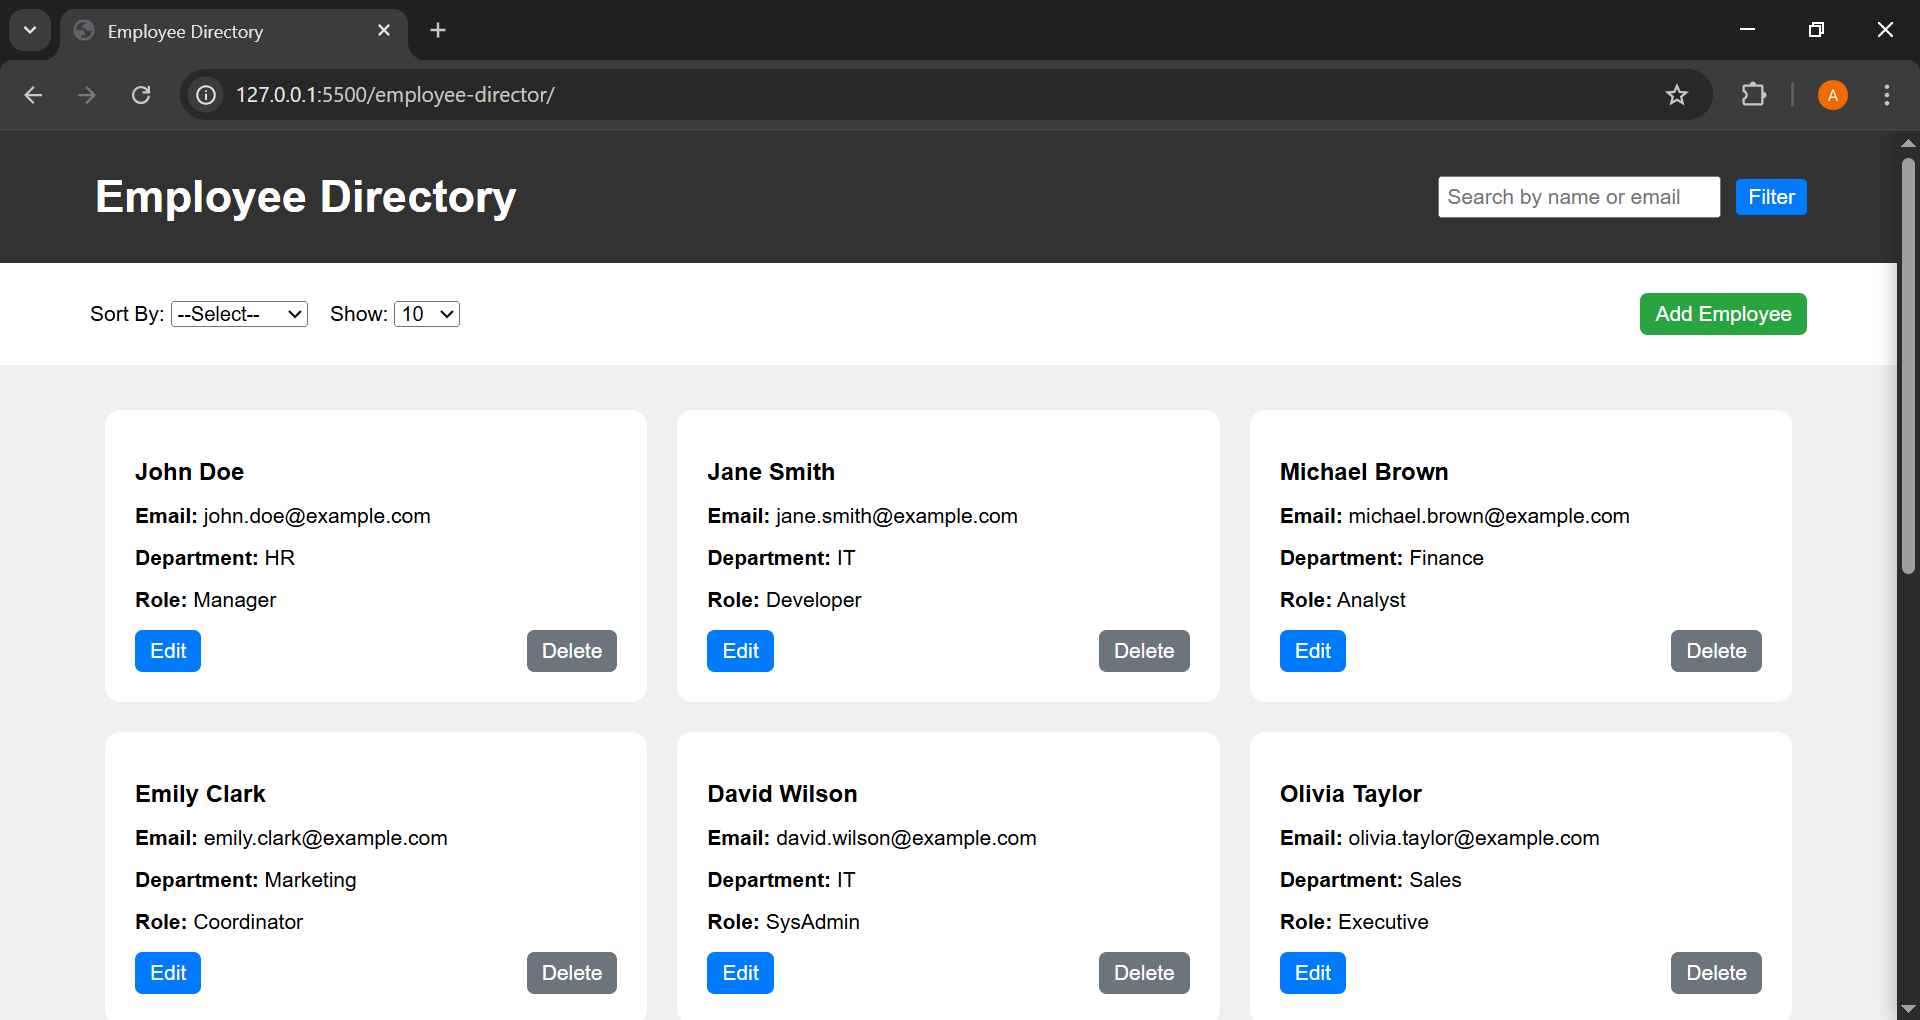 Employee Directory
127.0.0.1:5500/employee-director/
A
Employee Directory
Search by name or email
Filter
Sort By: --Select-- Show: 10
Add Employee
John Doe
Email: john.doe@example.com
Department: HR
Role: Manager
Edit Delete
Jane Smith
Email: jane.smith@example.com
Department: IT
Role: Developer
Edit Delete
Michael Brown
Email: michael.brown@example.com
Department: Finance
Role: Analyst
Edit Delete
Emily Clark
Email: emily.clark@example.com
Department: Marketing
Role: Coordinator
Edit Delete
David Wilson
Email: david.wilson@example.com
Department: IT
Role: SysAdmin
Edit Delete
Olivia Taylor
Email: olivia.taylor@example.com
Department: Sales
Role: Executive
Edit Delete